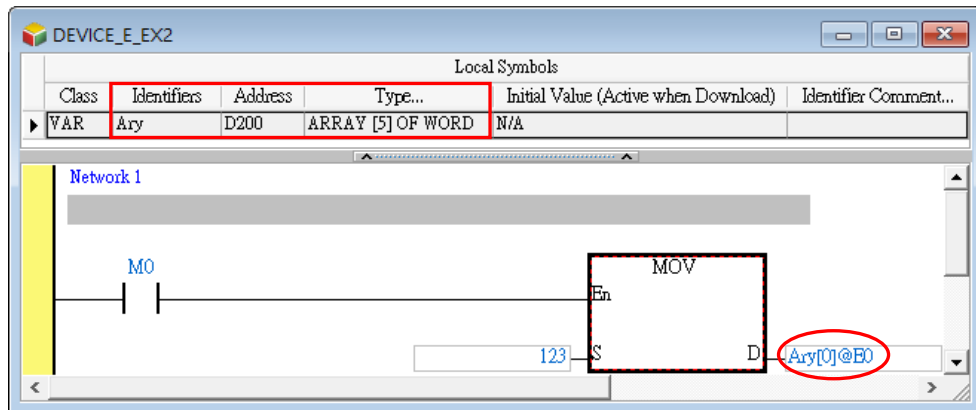 DEVICE_E_EX2
Local Symbols
Class Identifiers Address Type... Initial Value (Active when Download) Identifier Comment...
VAR Ary D200 ARRAY [5] OF WORD N/A
Network 1
M0 MOV
En
123 S D Ary[0]@E0